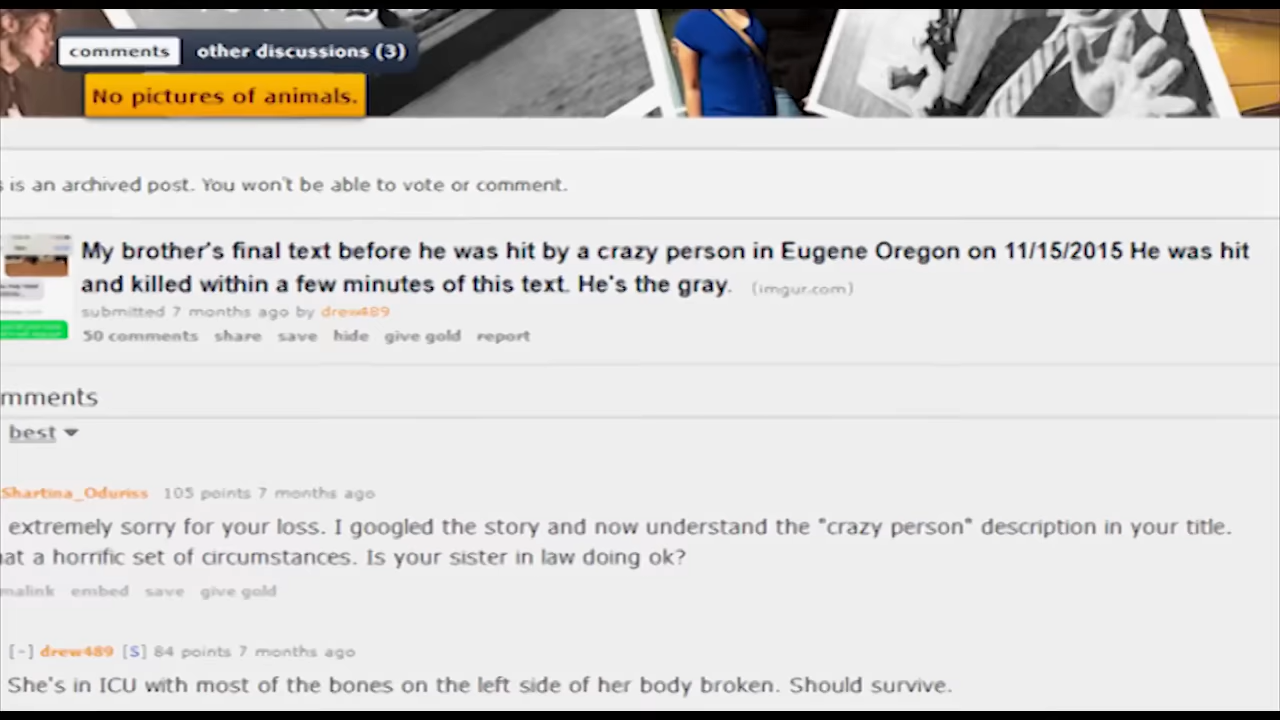 comments other discussions (3)
No pictures of animals.
is an archived post. You won't be able to vote or comment.
My brother's final text before he was hit by a crazy person in Eugene Oregon on 11/15/2015 He was hit
and killed within a few minutes of this text. He's the gray. (imgur.com)
submitted 7 months ago by drew489
50 comments share save hide give gold report
mments
best
Shartina_Oduriss 105 points 7 months ago
extremely sorry for your loss. I googled the story and now understand the "crazy person" description in your title.
at a horrific set of circumstances. Is your sister in law doing ok?
malink embed save give gold
[-] drew489 [S] 84 points 7 months ago
She's in ICU with most of the bones on the left side of her body broken. Should survive.